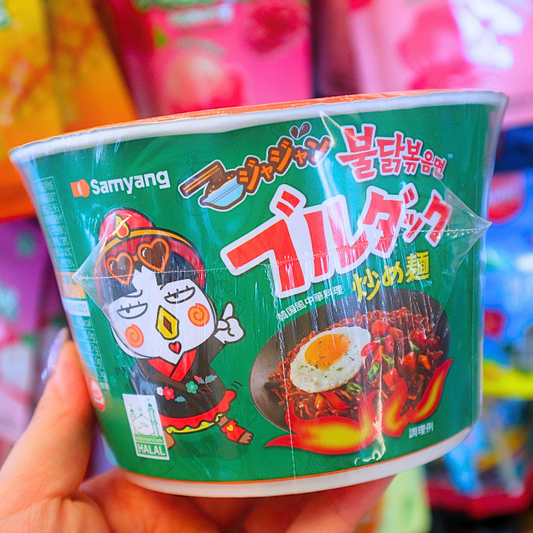 Samyang
ジャジャン
불닭볶음면
ブルダック
炒め麺
韓国風中華料理
HALAL
調理例